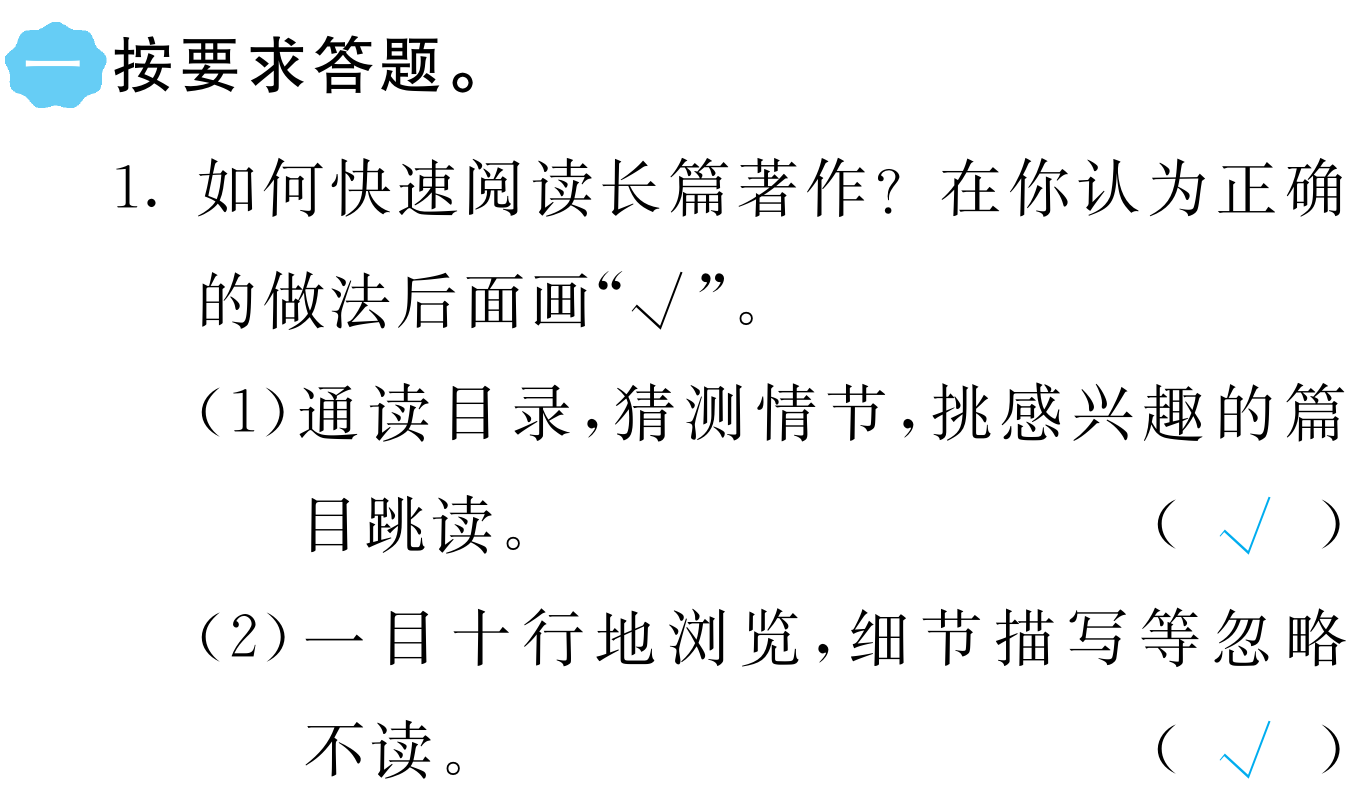 一 按要求答题。
1. 如何快速阅读长篇著作？在你认为正确
的做法后面画“√”。
(1)通读目录,猜测情节,挑感兴趣的篇
目跳读。 ( √ )
(2)一目十行地浏览,细节描写等忽略
不读。 ( √ )